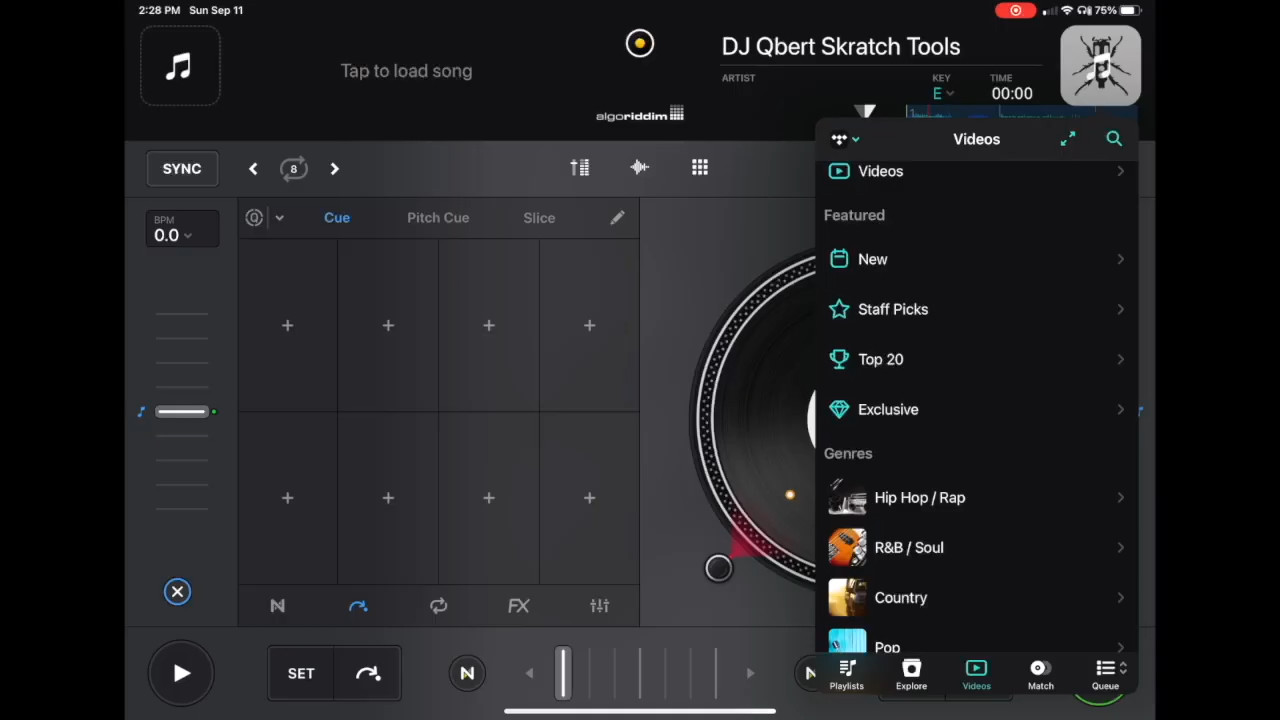 2:28 PM Sun Sep 11
75%
Tap to load song
DJ Qbert Skratch Tools
ARTIST
KEY
TIME
E
00:00
algoriddim
SYNC
8
Videos
Videos
BPM
0.0
Cue
Pitch Cue
Slice
Featured
New
Staff Picks
Top 20
Exclusive
Genres
Hip Hop / Rap
R&B / Soul
Country
Pop
FX
SET
Playlists
Explore
Videos
Match
Queue